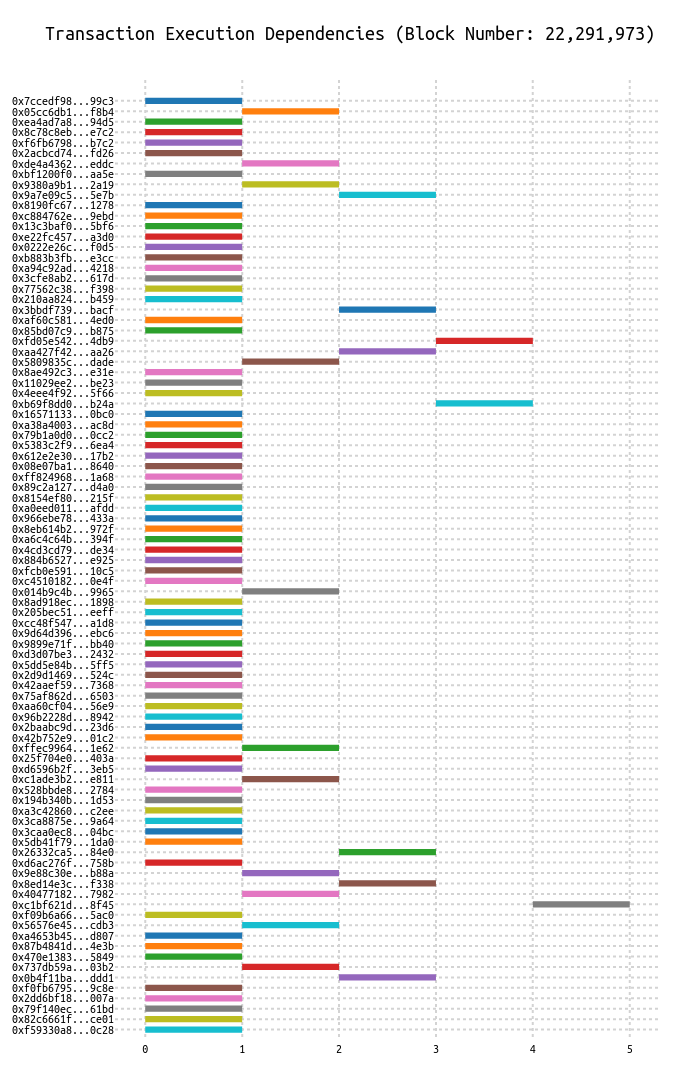 Transaction Execution Dependencies (Block Number: 22,291,973)
0x7ccedf98...99c3
0x05cc6db1...f8b4
0xea4ad7a8...94d5
0x8c78c8eb...e7c2
0xf6fb6798...b7c2
0x2acbcd74...fd26
0xde4a4362...eddc
0xbf1200f0...aa5e
0x9380a9b1...2a19
0x9a7e09c5...5e7b
0x8190fc67...1278
0xc884762e...9ebd
0x13c3baf0...5bf6
0xe22fc457...a3d0
0x0222e26c...f0d5
0xb883b3fb...e3cc
0xa94c92ad...4218
0x3cfe8ab2...617d
0x77562c38...f398
0x210aa824...b459
0x3bbdf739...bacf
0xaf60c581...4ed0
0x85bd07c9...b875
0xfd05e542...4db9
0xaa427f42...aa26
0x5809835c...dade
0x8ae492c3...e31e
0x11029ee2...be23
0x4eee4f92...5f66
0xb69f8dd0...b24a
0x16571133...0bc0
0xa38a4003...ac8d
0x79b1a0d0...0cc2
0x5383c2f9...6ea4
0x612e2e30...17b2
0x08e07ba1...8640
0xff824968...1a68
0x89c2a127...d4a0
0x8154ef80...215f
0xa0eed011...afdd
0x966ebe78...433a
0x8eb614b2...972f
0xa6c4c64b...394f
0x4cd3cd79...de34
0x884b6527...e925
0xfcb0e591...10c5
0xc4510182...0e4f
0x014b9c4b...9965
0x8ad918ec...1898
0x205bec51...eeff
0xcc48f547...a1d8
0x9d64d396...ebc6
0x9899e71f...bb40
0xd3d07be3...2432
0x5dd5e84b...5ff5
0x2d9d1469...524c
0x42aaef59...7368
0x75af862d...6503
0xaa60cf04...56e9
0x96b2228d...8942
0x2baabc9d...23d6
0x42b752e9...01c2
0xffec9964...1e62
0x25f704e0...403a
0xd6596b2f...3eb5
0xc1ade3b2...e811
0x528bbde8...2784
0x194b340b...1d53
0xa3c42860...c2ee
0x3ca8875e...9a64
0x3caa0ec8...04bc
0x5db41f79...1da0
0x26332ca5...84e0
0xd6ac276f...758b
0x9e88c30e...b88a
0x8ed14e3c...f338
0x40477182...7982
0xc1bf621d...8f45
0xf09b6a66...5ac0
0x56576e45...cdb3
0xa4653b45...d807
0x87b4841d...4e3b
0x470e1383...5849
0x737db59a...03b2
0x0b4f11ba...ddd1
0xf0fb6795...9c8e
0x2dd6bf18...007a
0x79f140ec...61bd
0x82c6661f...ce01
0xf59330a8...0c28
0 1 2 3 4 5